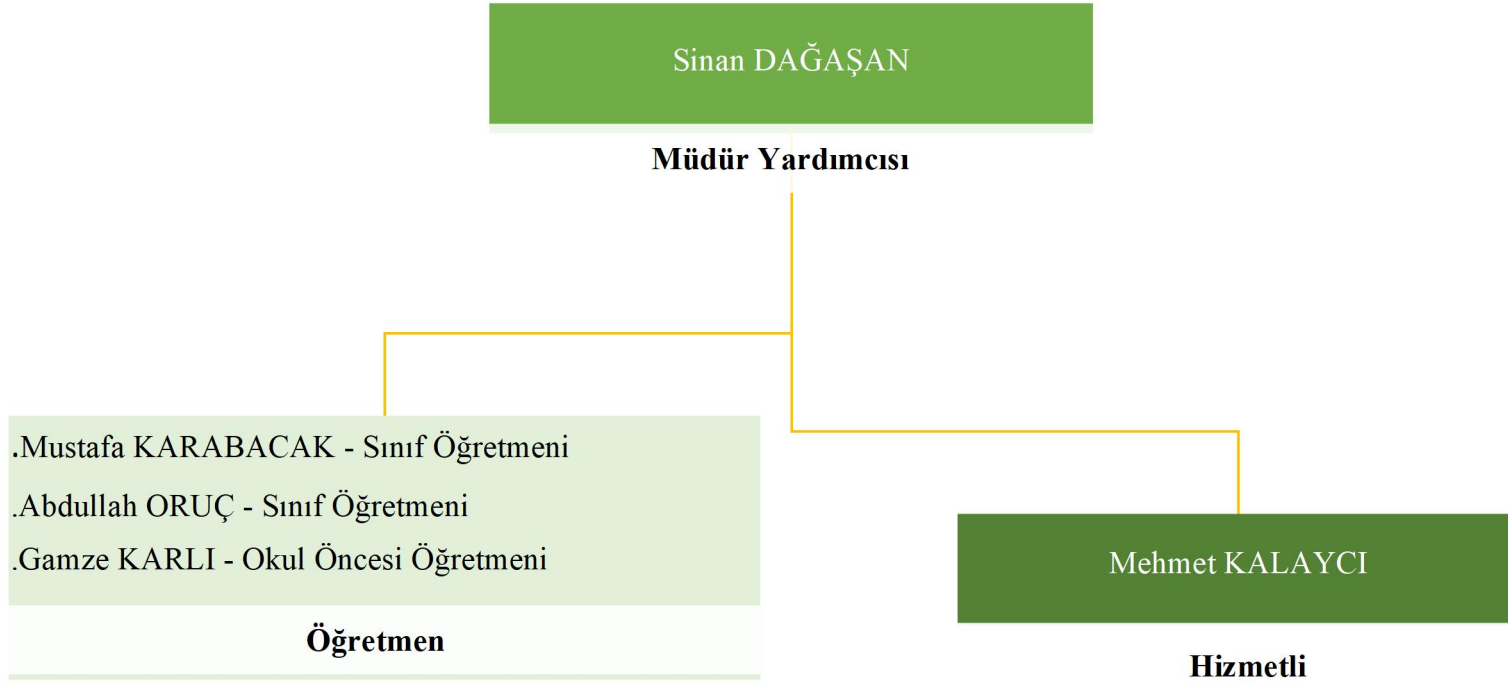 Sinan DAĞAŞAN
Müdür Yardımcısı
.Mustafa KARABACAK - Sınıf Öğretmeni
.Abdullah ORUÇ - Sınıf Öğretmeni
.Gamze KARLI - Okul Öncesi Öğretmeni
Öğretmen
Mehmet KALAYCI
Hizmetli